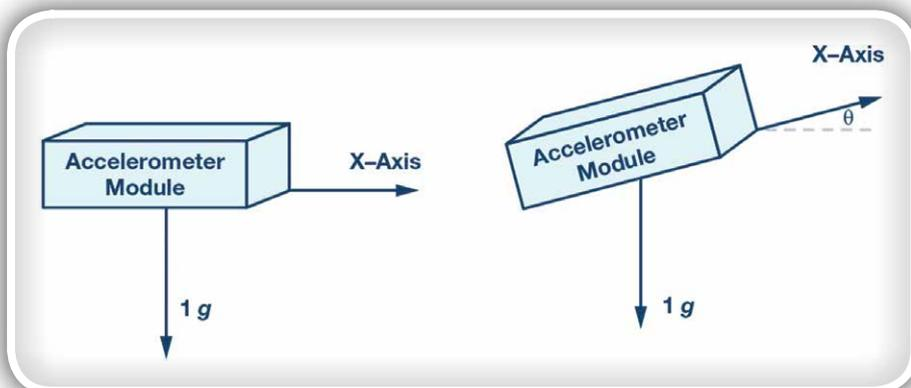 Accelerometer
Module
X–Axis
1 g
X–Axis
θ
Accelerometer
Module
1 g